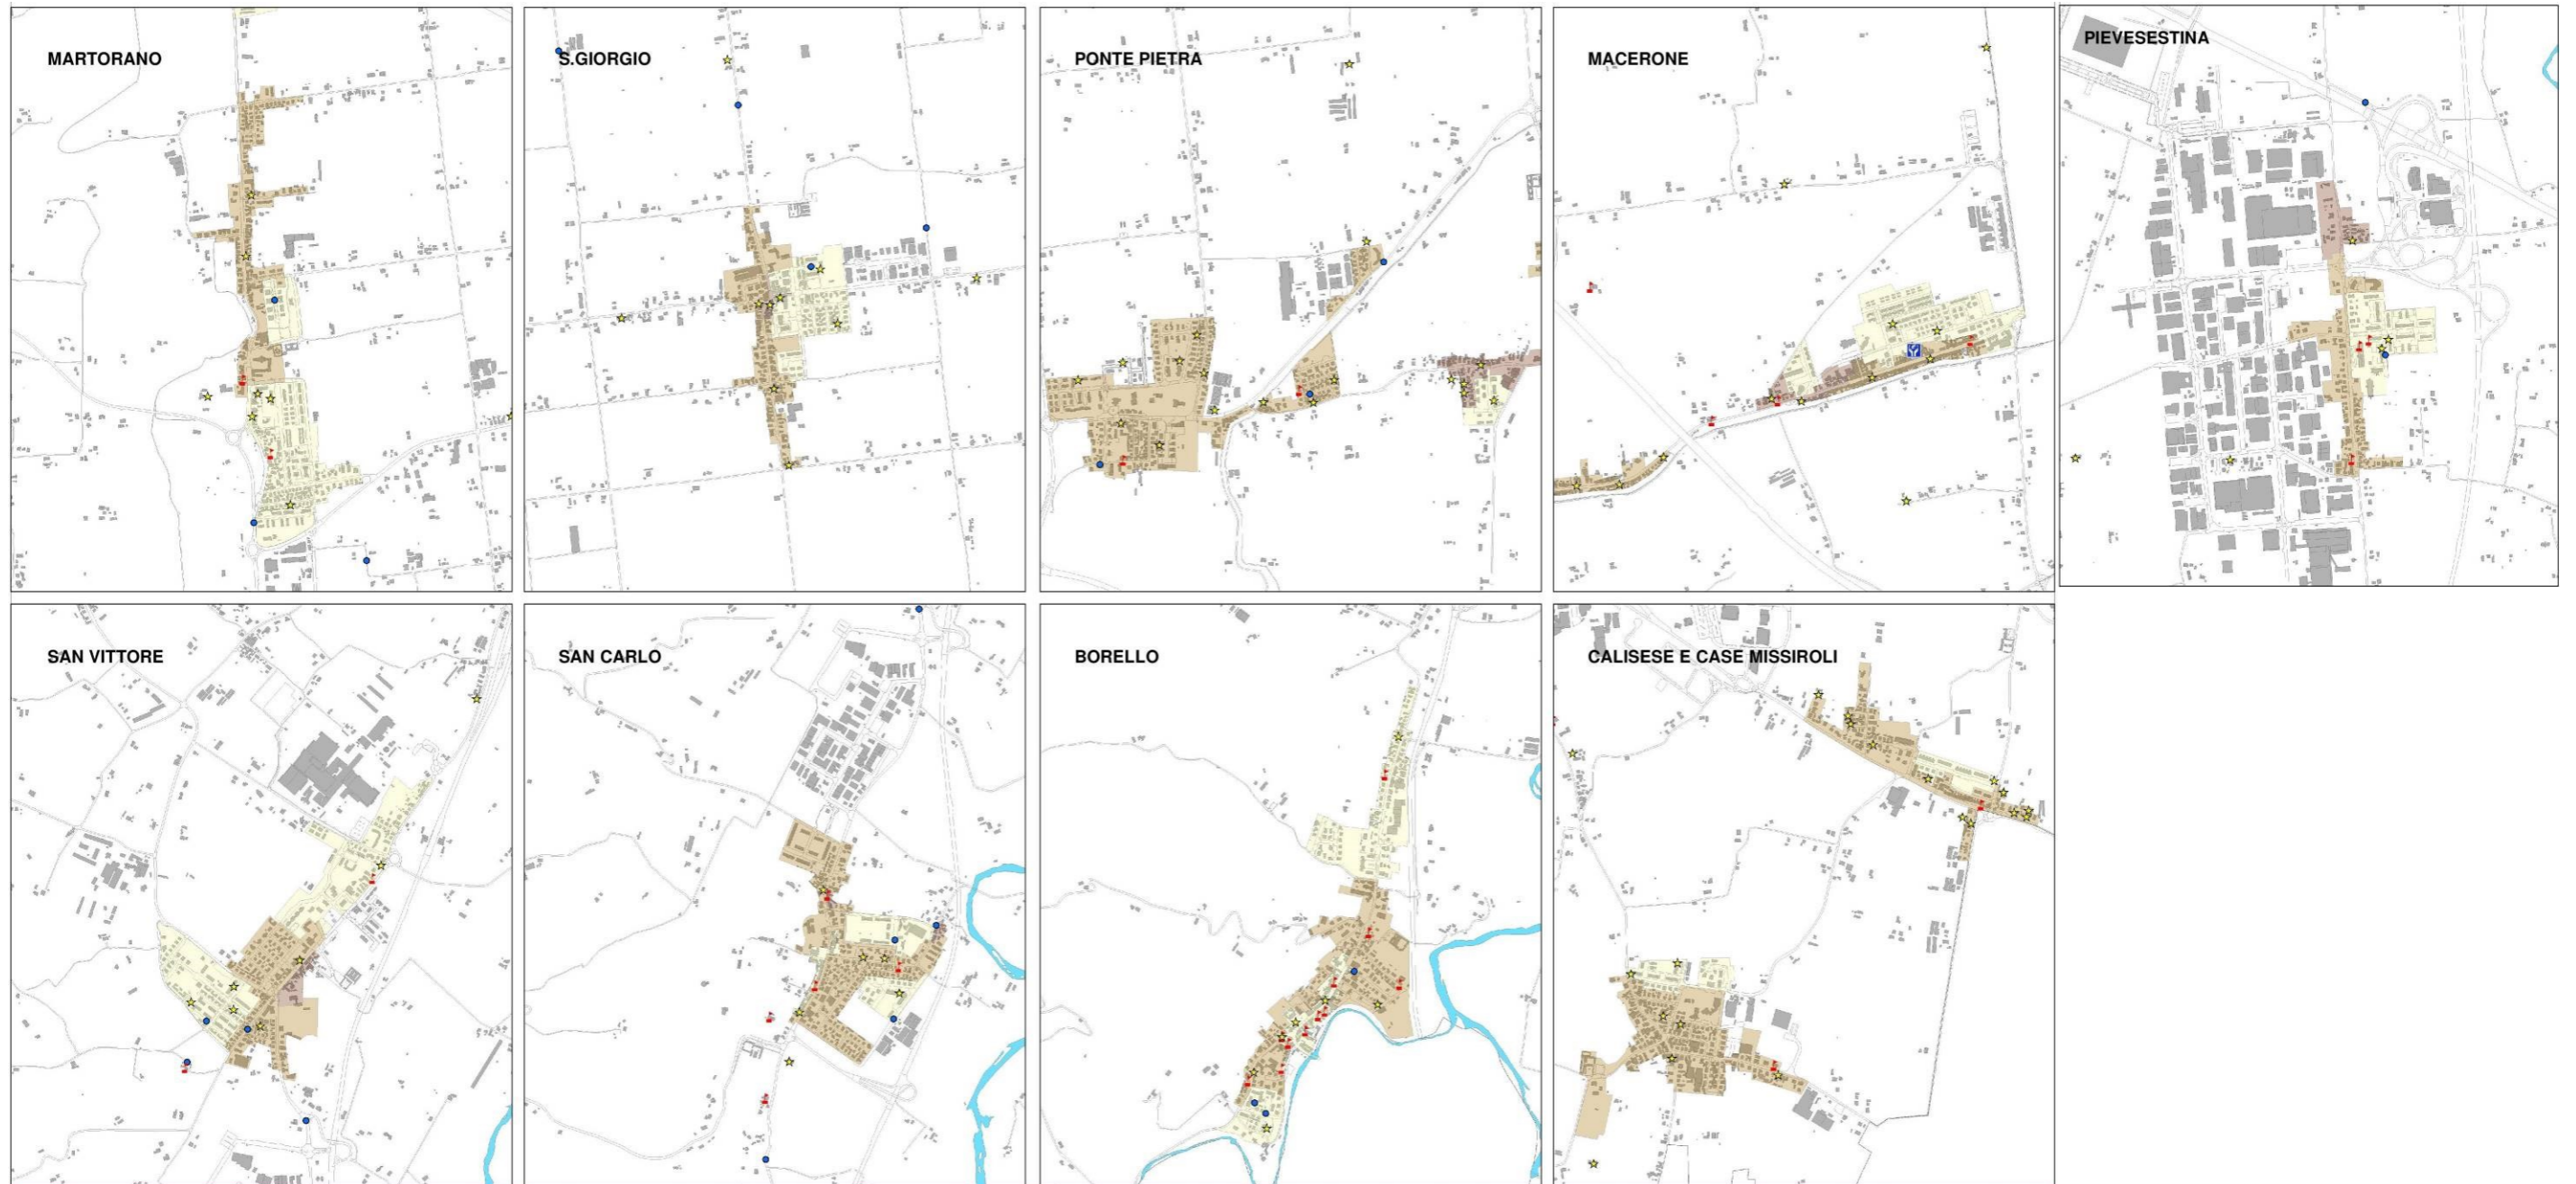 MARTORANO
S.GIORGIO
PONTE PIETRA
MACERONE
PIEVESESTINA
SAN VITTORE
SAN CARLO
BORELLO
CALISESE E CASE MISSIROLI